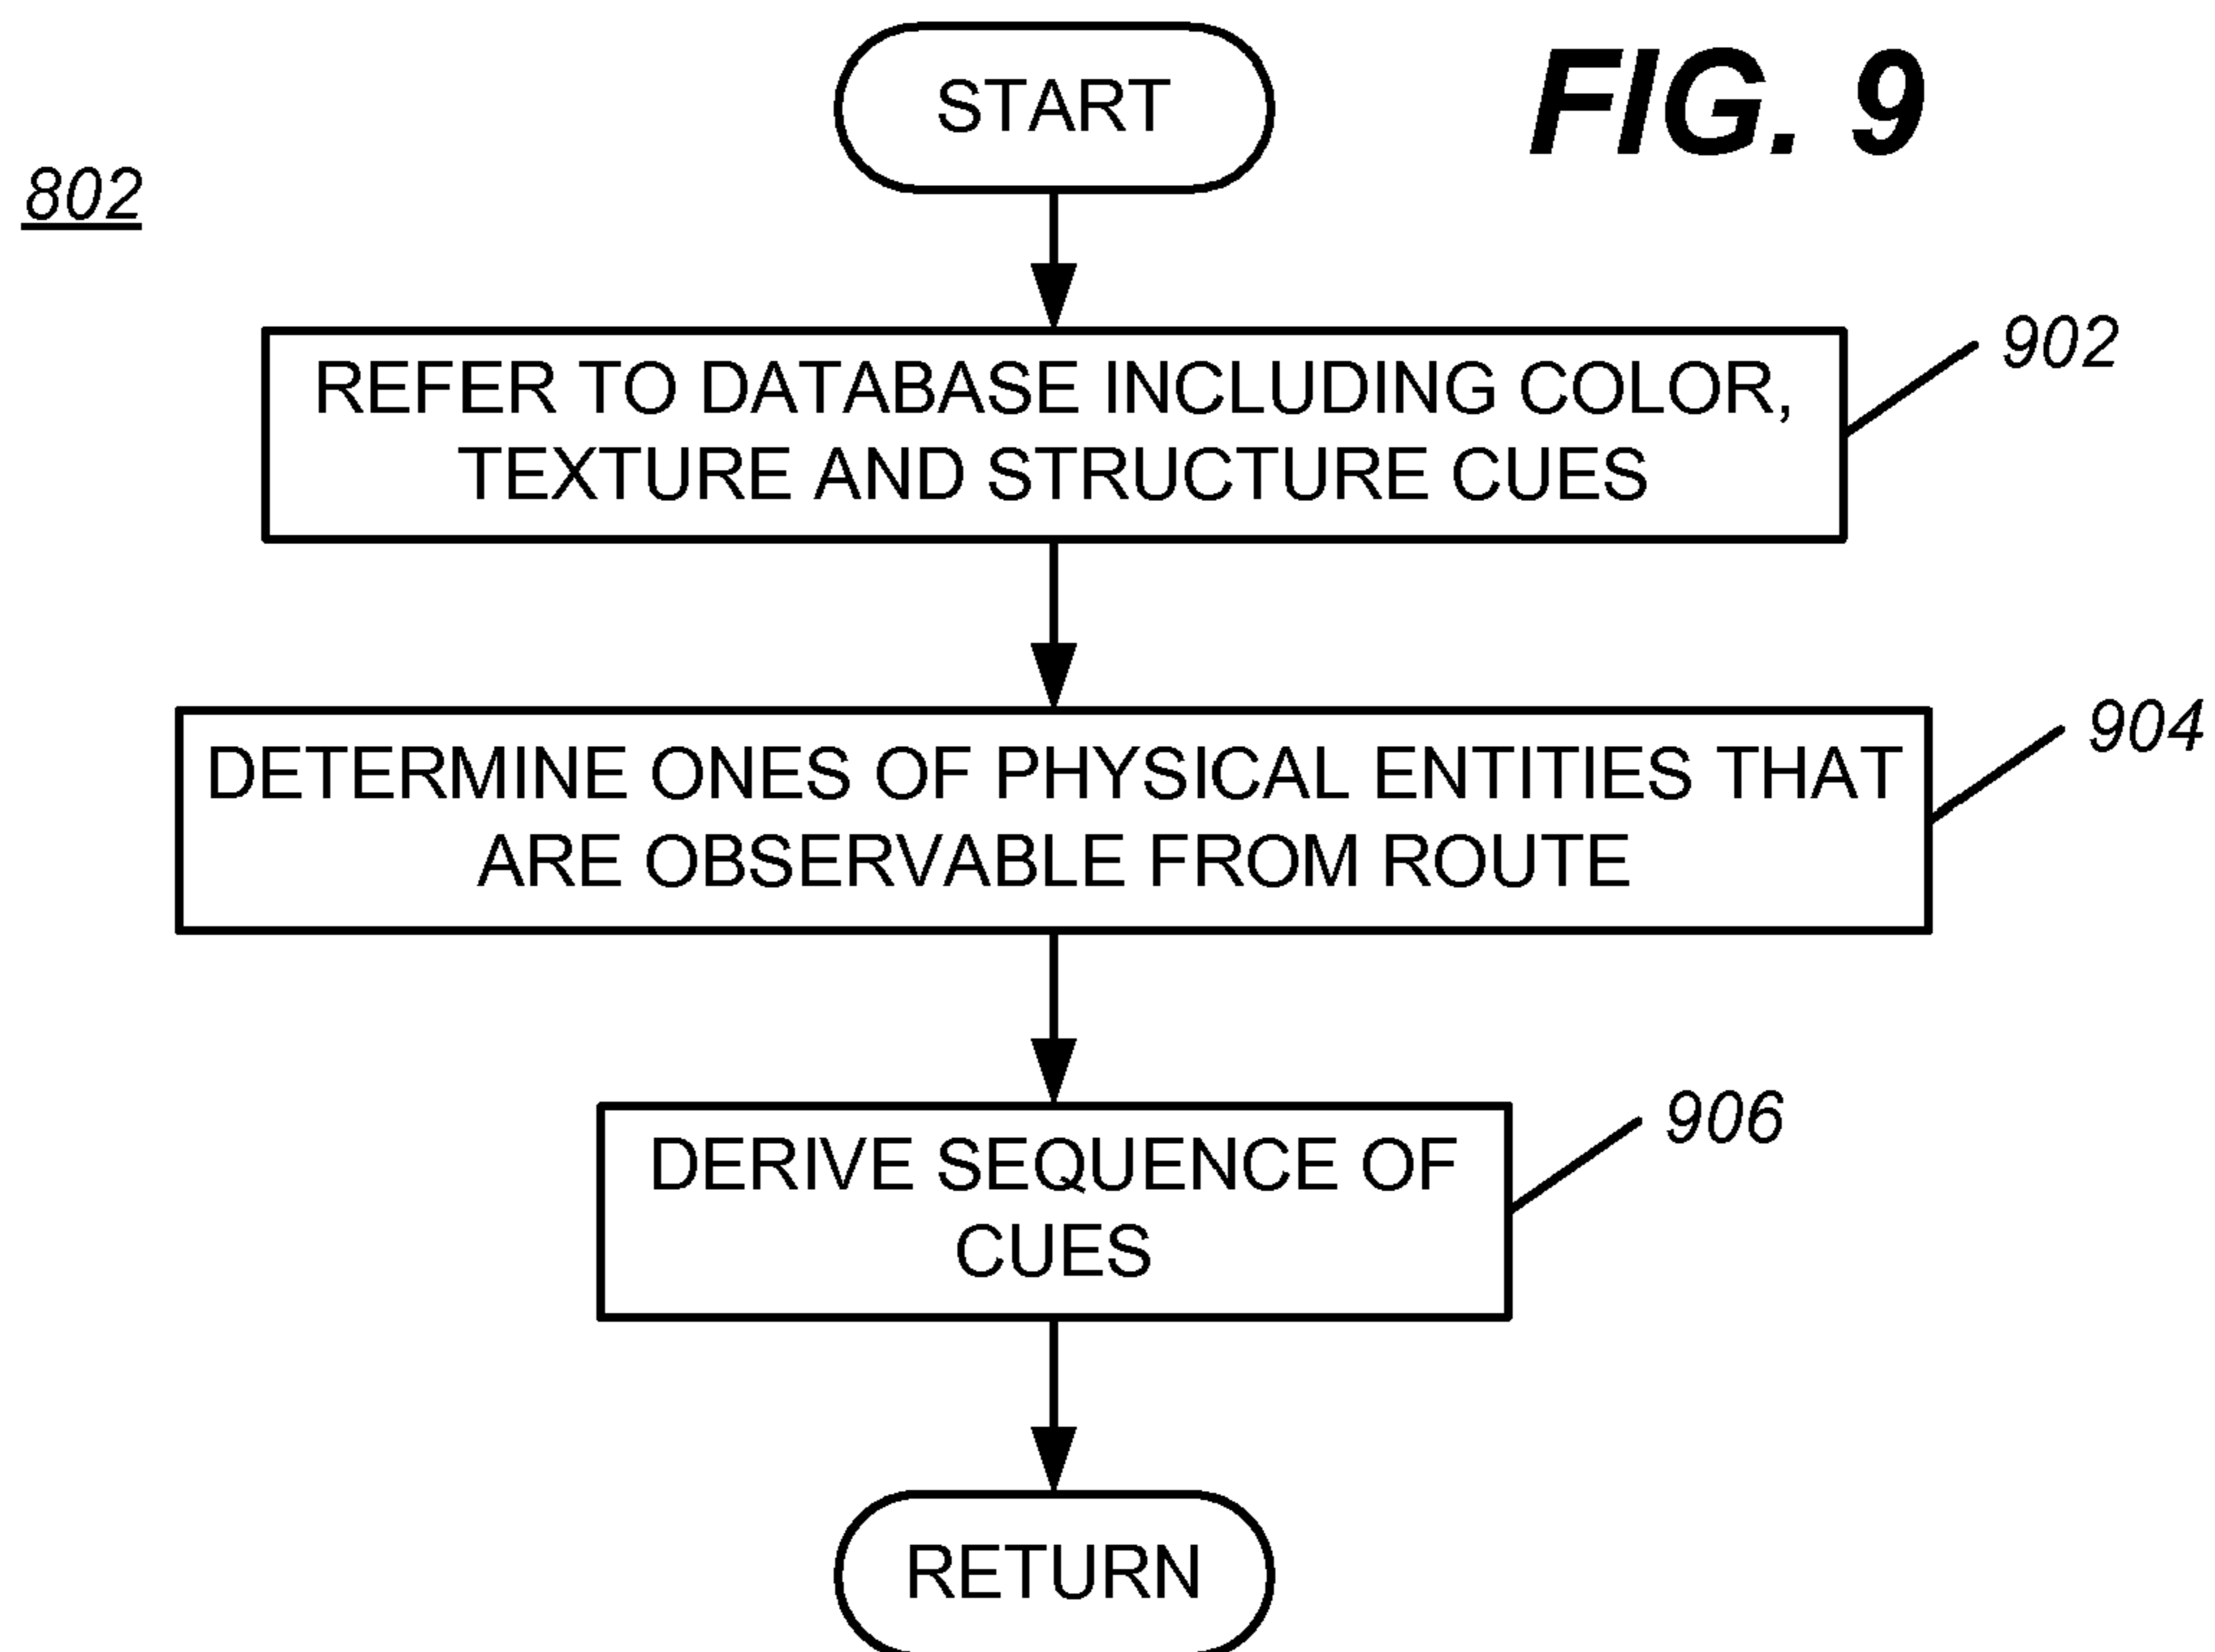 START
FIG. 9
802
REFER TO DATABASE INCLUDING COLOR,
TEXTURE AND STRUCTURE CUES
902
DETERMINE ONES OF PHYSICAL ENTITIES THAT
ARE OBSERVABLE FROM ROUTE
904
DERIVE SEQUENCE OF
CUES
906
RETURN